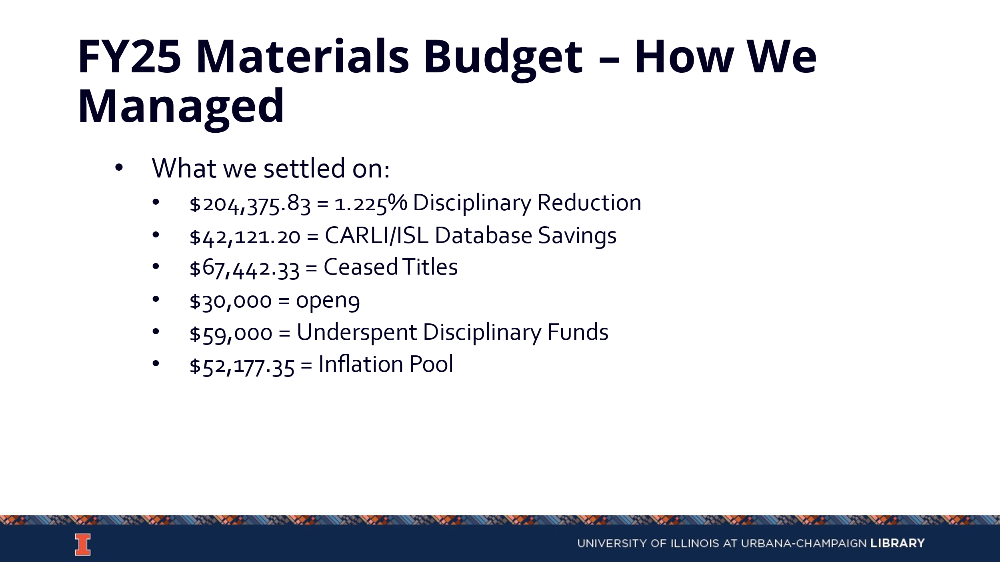 FY25 Materials Budget – How We
Managed
• What we settled on:
• $204,375.83 = 1.225% Disciplinary Reduction
• $42,121.20 = CARLI/ISL Database Savings
• $67,442.33 = Ceased Titles
• $30,000 = open9
• $59,000 = Underspent Disciplinary Funds
• $52,177.35 = Inflation Pool
I
UNIVERSITY OF ILLINOIS AT URBANA-CHAMPAIGN LIBRARY